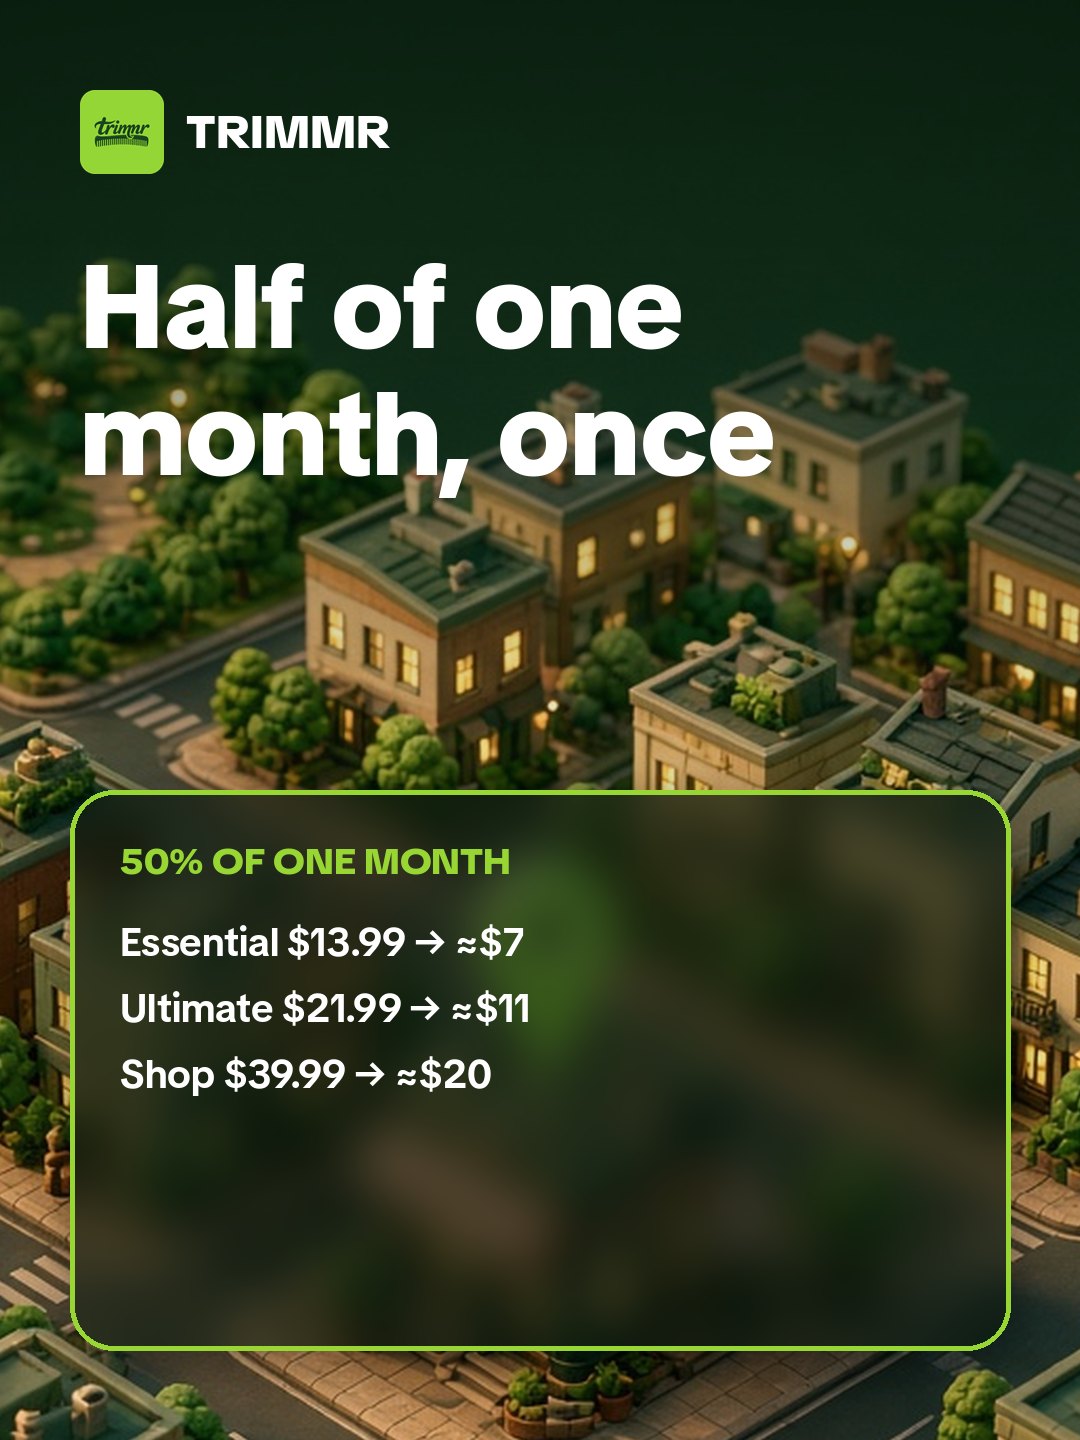 trimmr
TRIMMR
Half of one
month, once
50% OF ONE MONTH
Essential $13.99 → ≈$7
Ultimate $21.99 → ≈$11
Shop $39.99 → ≈$20